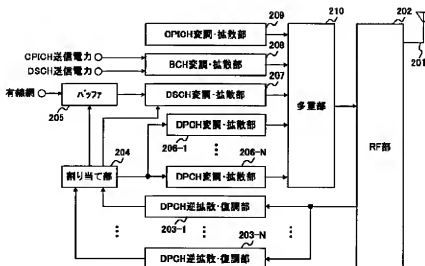 209
CPICH変調・拡散部
210
202
208
CPICH送信電力
DSCH送信電力
BCH変調・拡散部
207
201
有線網
バッファ
DSCH変調・拡散部
多重部
205
DPCH変調・拡散部
206-1
RF部
204
206-N
割り当て部
DPCH変調・拡散部
DPCH逆拡散・復調部
203-1
203-N
DPCH逆拡散・復調部